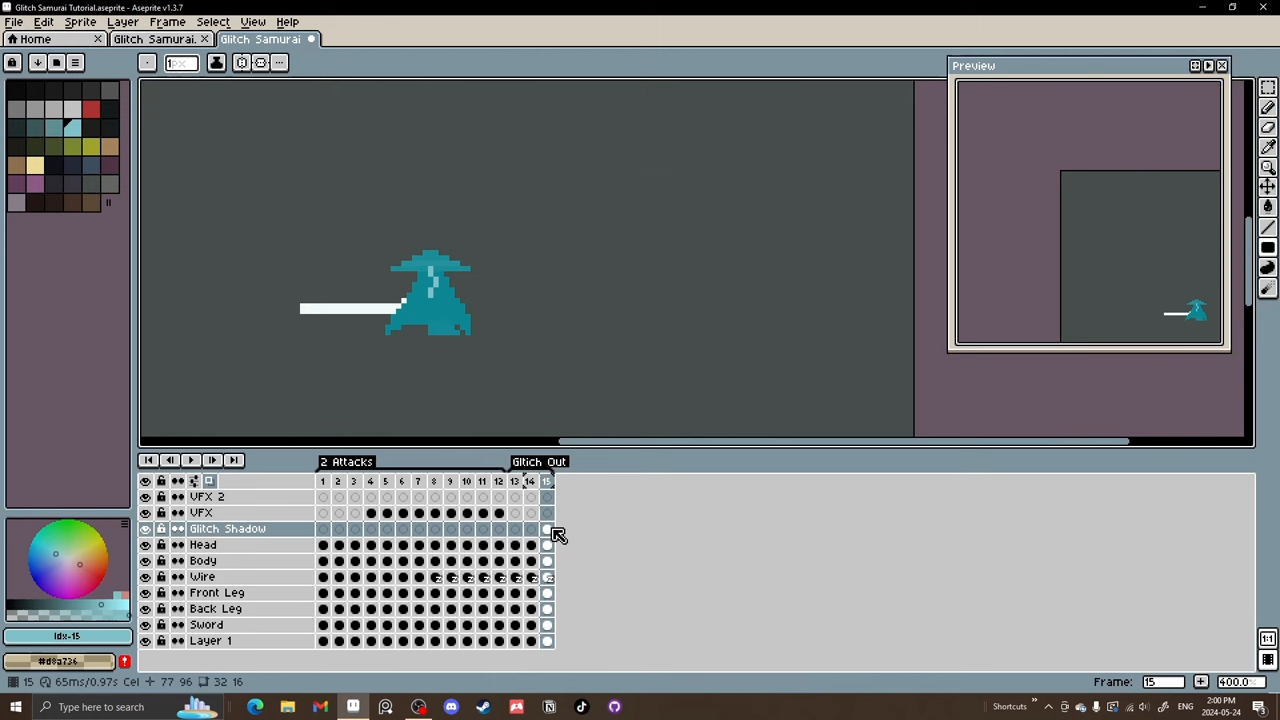 Glitch Samurai Tutorial.aseprite - Aseprite v1.3.7
File Edit Sprite Layer Frame Select View Help
Home
Glitch Samurai.
Glitch Samurai
1px
Preview
2 Attacks
Glitch Out
1 2 3 4 5 6 7 8 9 10 11 12 13 14 15
VFX 2
VFX
Glitch Shadow
Head
Body
Wire
Front Leg
Back Leg
Sword
Layer 1
Idx-15
#d8a736
1:1
15 65ms/0.97s Cel 77 96 32 16
Frame: 15
400.0%
Type here to search
Shortcuts
2:00 PM
2024-05-24